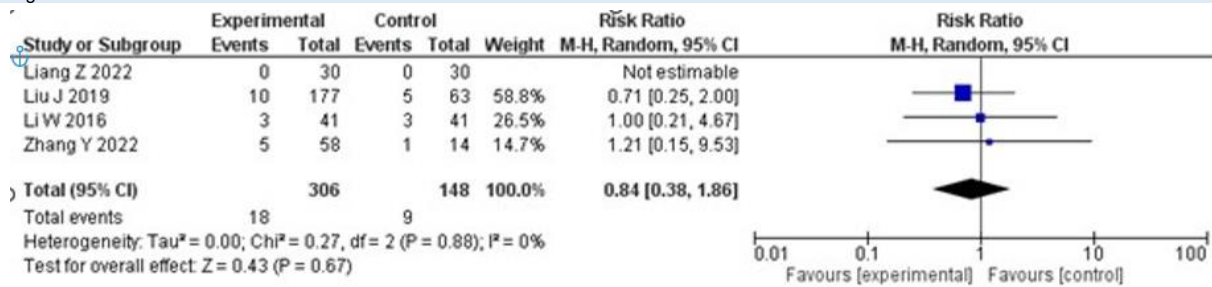 Experimental Control Risk Ratio Risk Ratio
Study or Subgroup Events Total Events Total Weight M-H, Random, 95% CI M-H, Random, 95% CI
Liang Z 2022 0 30 0 30 Not estimable
Liu J 2019 10 177 5 63 58.8% 0.71 [0.25, 2.00]
Li W 2016 3 41 3 41 26.5% 1.00 [0.21, 4.67]
Zhang Y 2022 5 58 1 14 14.7% 1.21 [0.15, 9.53]
Total (95% CI) 306 148 100.0% 0.84 [0.38, 1.86]
Total events 18 9
Heterogeneity: Tau² = 0.00; Chi² = 0.27, df = 2 (P = 0.88); I² = 0%
Test for overall effect: Z = 0.43 (P = 0.67)
0.01 0.1 1 10 100
Favours [experimental] Favours [control]